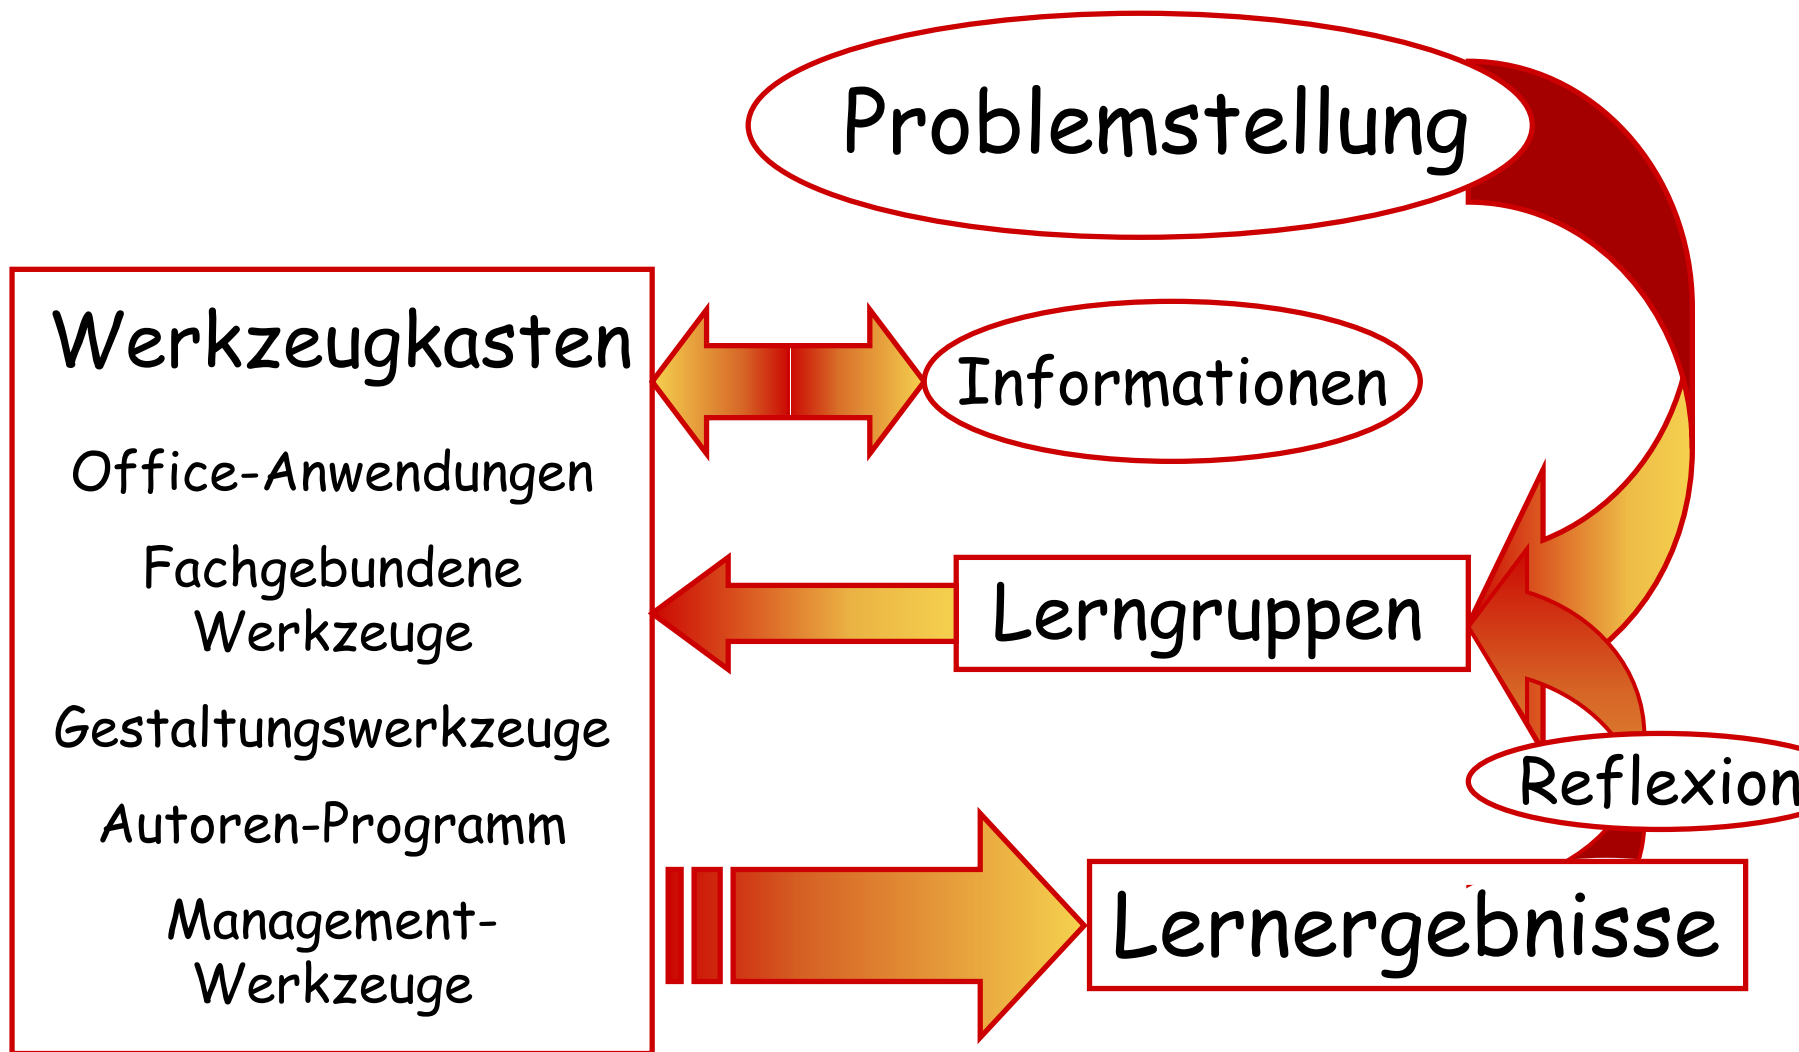 Problemstellung
Werkzeugkasten
Informationen
Office-Anwendungen
Fachgebundene
Werkzeuge
Lerngruppen
Gestaltungswerkzeuge
Reflexion
Autoren-Programm
Management-
Werkzeuge
Lernergebnisse